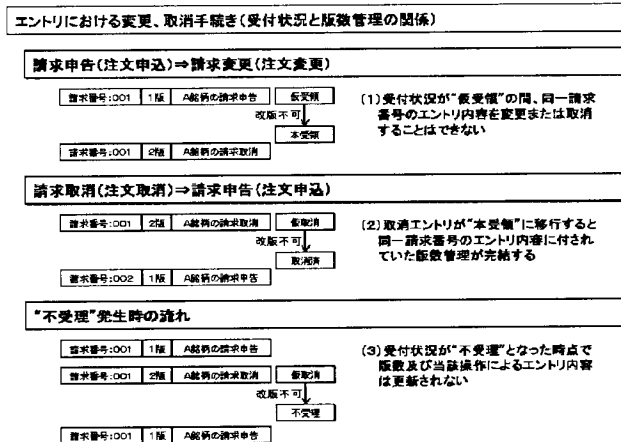 エントリにおける変更、取消手続き(受付状況と版数管理の関係)
請求申告(注文申込)⇒請求変更(注文変更)
請求番号:001 1版 A銘柄の請求申告 仮受領
改版不可
本受領
請求番号:001 2版 A銘柄の請求取消
(1)受付状況が“仮受領”の間、同一請求
番号のエントリ内容を変更または取消
することはできない
請求取消(注文取消)⇒請求申告(注文申込)
請求番号:001 2版 A銘柄の請求取消 仮取消
改版不可
取消済
請求番号:002 1版 A銘柄の請求申告
(2)取消エントリが“本受領”に移行すると
同一請求番号のエントリ内容に付され
ていた版数管理が完結する
“不受理”発生時の流れ
請求番号:001 1版 A銘柄の請求申告
請求番号:001 2版 A銘柄の請求取消 仮取消
改版不可
不受理
請求番号:001 1版 A銘柄の請求申告
(3)受付状況が“不受理”となった時点で
版数及び当該操作によるエントリ内容
は更新されない